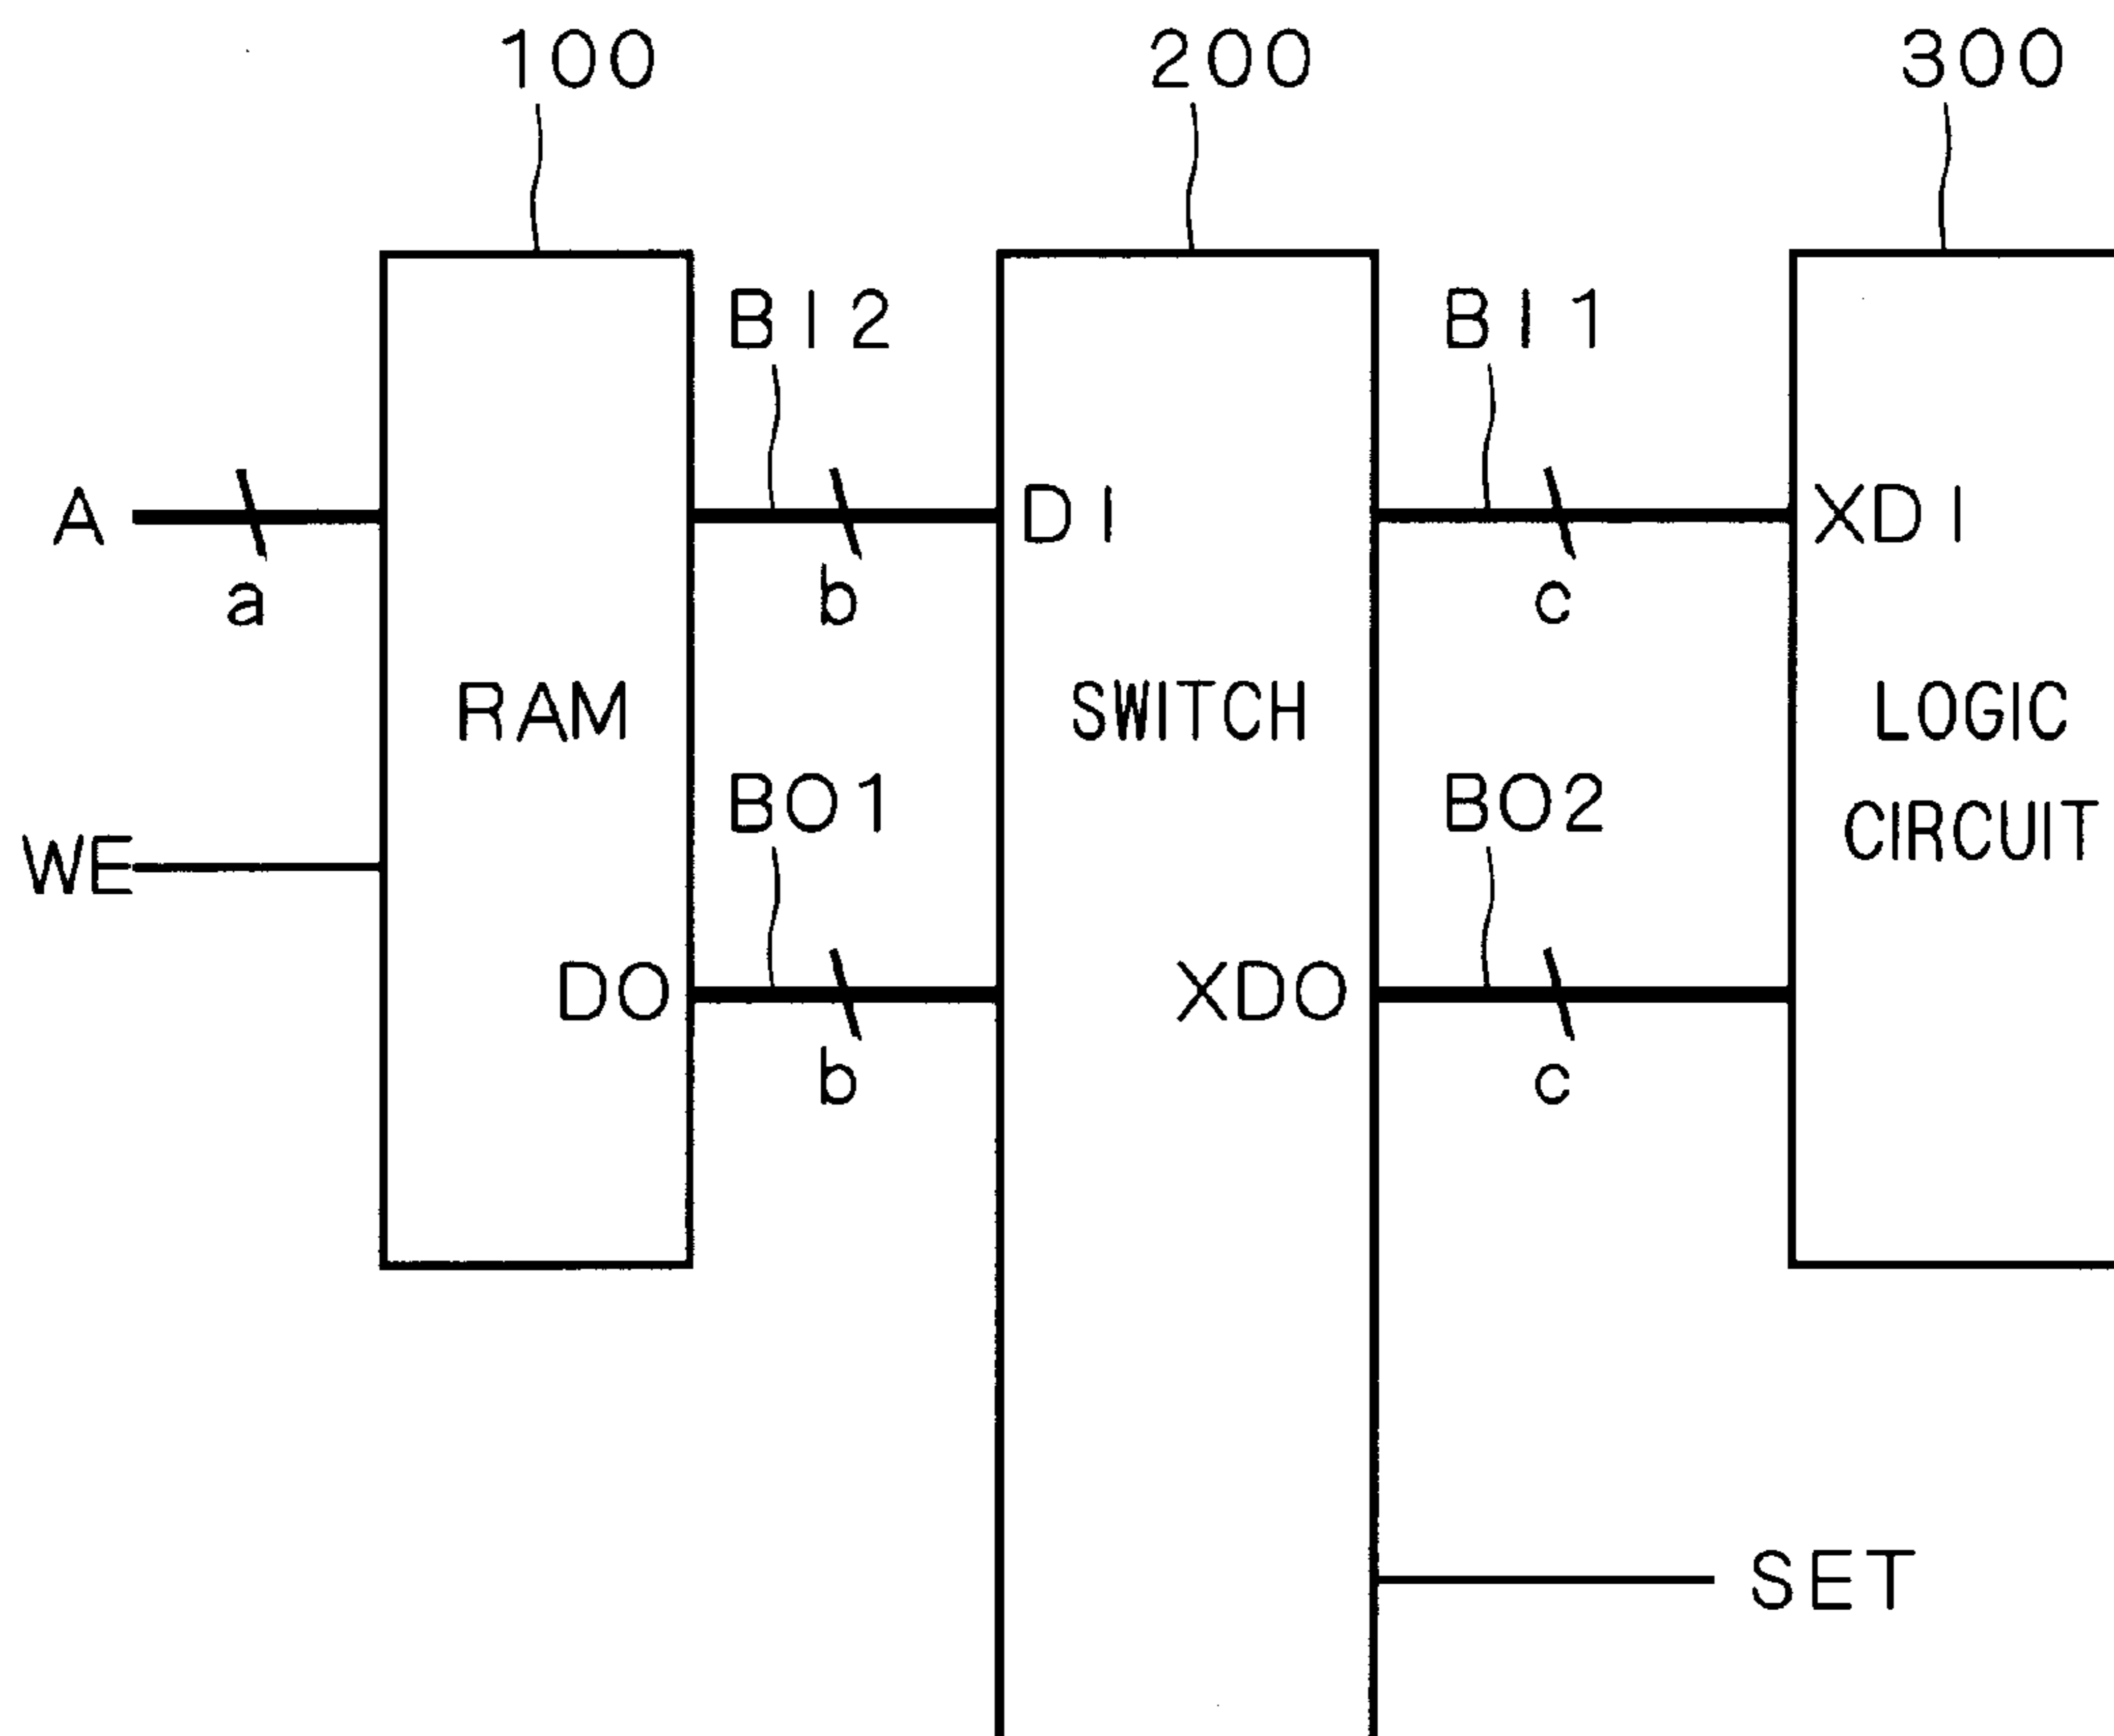 100 200 300
BI2 BI1
A DI XDI
a b c
RAM SWITCH LOGIC
CIRCUIT
BO1 BO2
WE
DO XDO
b c
SET